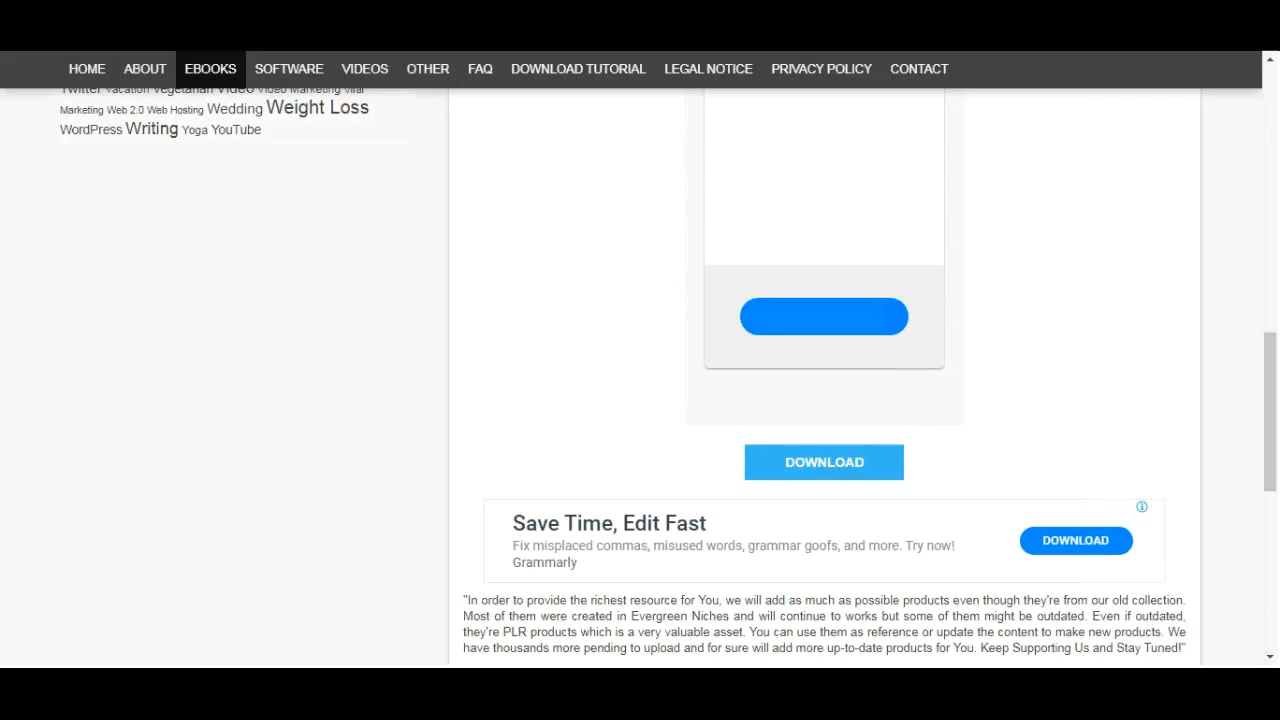 HOME ABOUT EBOOKS SOFTWARE VIDEOS OTHER FAQ DOWNLOAD TUTORIAL LEGAL NOTICE PRIVACY POLICY CONTACT
Twitter Vacation Vegetarian Video Video Marketing Viral
Marketing Web 2.0 Web Hosting Wedding Weight Loss
WordPress Writing Yoga YouTube
DOWNLOAD
Save Time, Edit Fast
Fix misplaced commas, misused words, grammar goofs, and more. Try now!
Grammarly
DOWNLOAD
"In order to provide the richest resource for You, we will add as much as possible products even though they're from our old collection.
Most of them were created in Evergreen Niches and will continue to works but some of them might be outdated. Even if outdated,
they're PLR products which is a very valuable asset. You can use them as reference or update the content to make new products. We
have thousands more pending to upload and for sure will add more up-to-date products for You. Keep Supporting Us and Stay Tuned!"